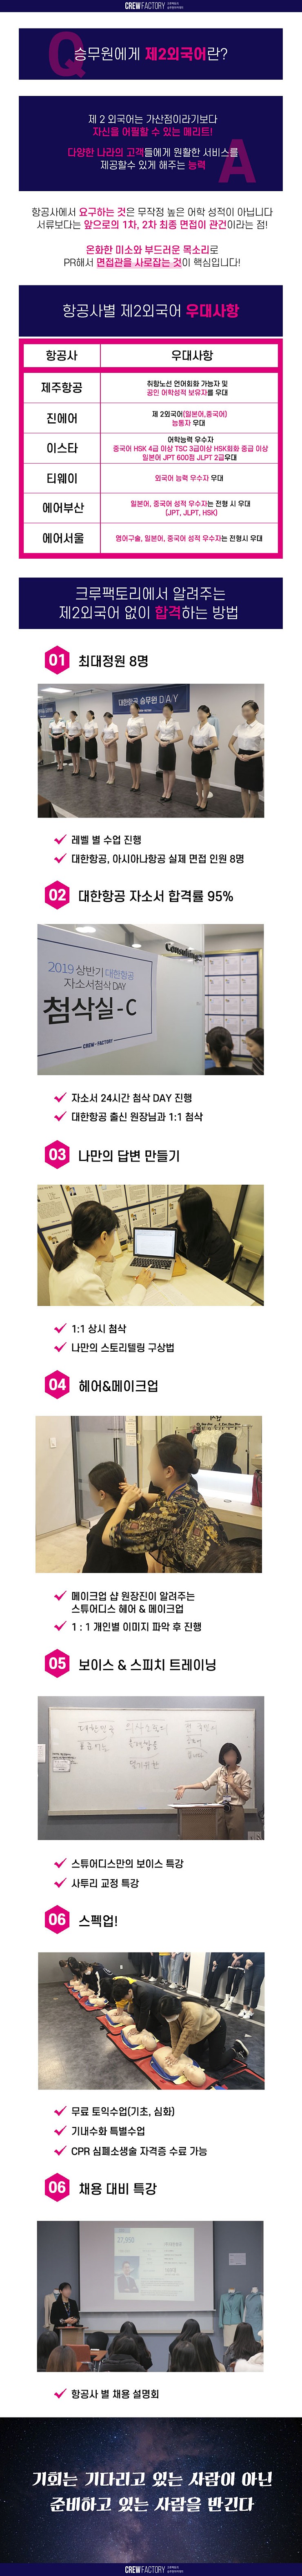 CREW FACTORY
승무원에게 제2외국어란?
제 2 외국어는 가산점이라기보다
자신을 어필할 수 있는 메리트!
다양한 나라의 고객들에게 원활한 서비스를
제공할수 있게 해주는 능력
항공사에서 요구하는 것은 무작정 높은 어학 성적이 아닙니다
서류보다는 앞으로의 1차, 2차 최종 면접이 관건이라는 점!
온화한 미소와 부드러운 목소리로
PR해서 면접관을 사로잡는 것이 핵심입니다!
항공사별 제2외국어 우대사항
항공사 우대사항
제주항공 취항노선 언어회화 가능자 및
공인 어학성적 보유자를 우대
진에어 제 2외국어(일본어,중국어)
능통자 우대
이스타 어학능력 우수자
중국어 HSK 4급 이상 TSC 3급이상 HSK회화 중급 이상
일본어 JPT 600점 JLPT 2급우대
티웨이 외국어 능력 우수자 우대
에어부산 일본어, 중국어 성적 우수자는 전형 시 우대
(JPT, JLPT, HSK)
에어서울 영어구술, 일본어, 중국어 성적 우수자는 전형시 우대
크루팩토리에서 알려주는
제2외국어 없이 합격하는 방법
01 최대정원 8명
대한항공 승무원 DAY
레벨 별 수업 진행
대한항공, 아시아나항공 실제 면접 인원 8명
02 대한항공 자소서 합격률 95%
Consulting
2019 상반기 대한항공
자소서첨삭 DAY
첨삭실-C
CREW FACTORY
자소서 24시간 첨삭 DAY 진행
대한항공 출신 원장님과 1:1 첨삭
03 나만의 답변 만들기
1:1 상시 첨삭
나만의 스토리텔링 구상법
04 헤어&메이크업
메이크업 샵 원장진이 알려주는
스튜어디스 헤어 & 메이크업
1 : 1 개인별 이미지 파악 후 진행
05 보이스 & 스피치 트레이닝
스튜어디스만의 보이스 특강
사투리 교정 특강
06 스펙업!
무료 토익수업(기초, 심화)
기내수화 특별수업
CPR 심폐소생술 자격증 수료 가능
06 채용 대비 특강
항공사 별 채용 설명회
기회는 기다리고 있는 사람이 아닌
준비하고 있는 사람을 반긴다
CREW FACTORY